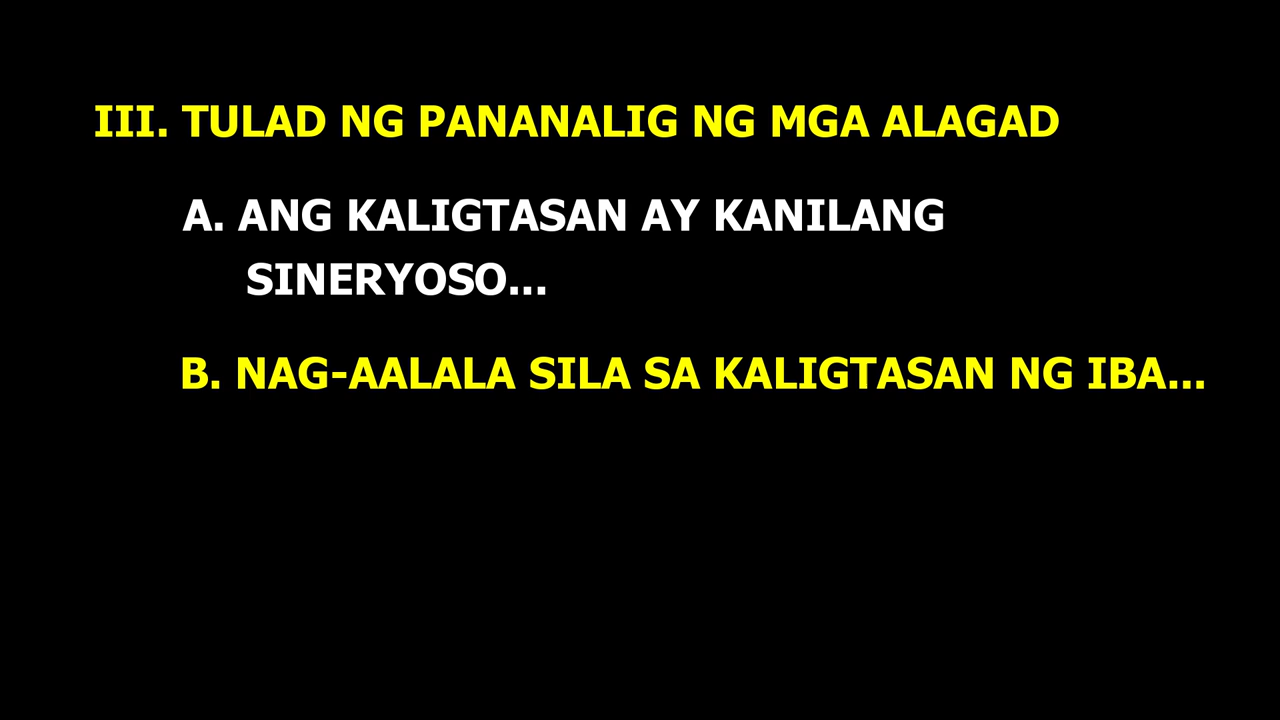 III. TULAD NG PANANALIG NG MGA ALAGAD
A. ANG KALIGTASAN AY KANILANG
SINERYOSO...
B. NAG-AALALA SILA SA KALIGTASAN NG IBA...